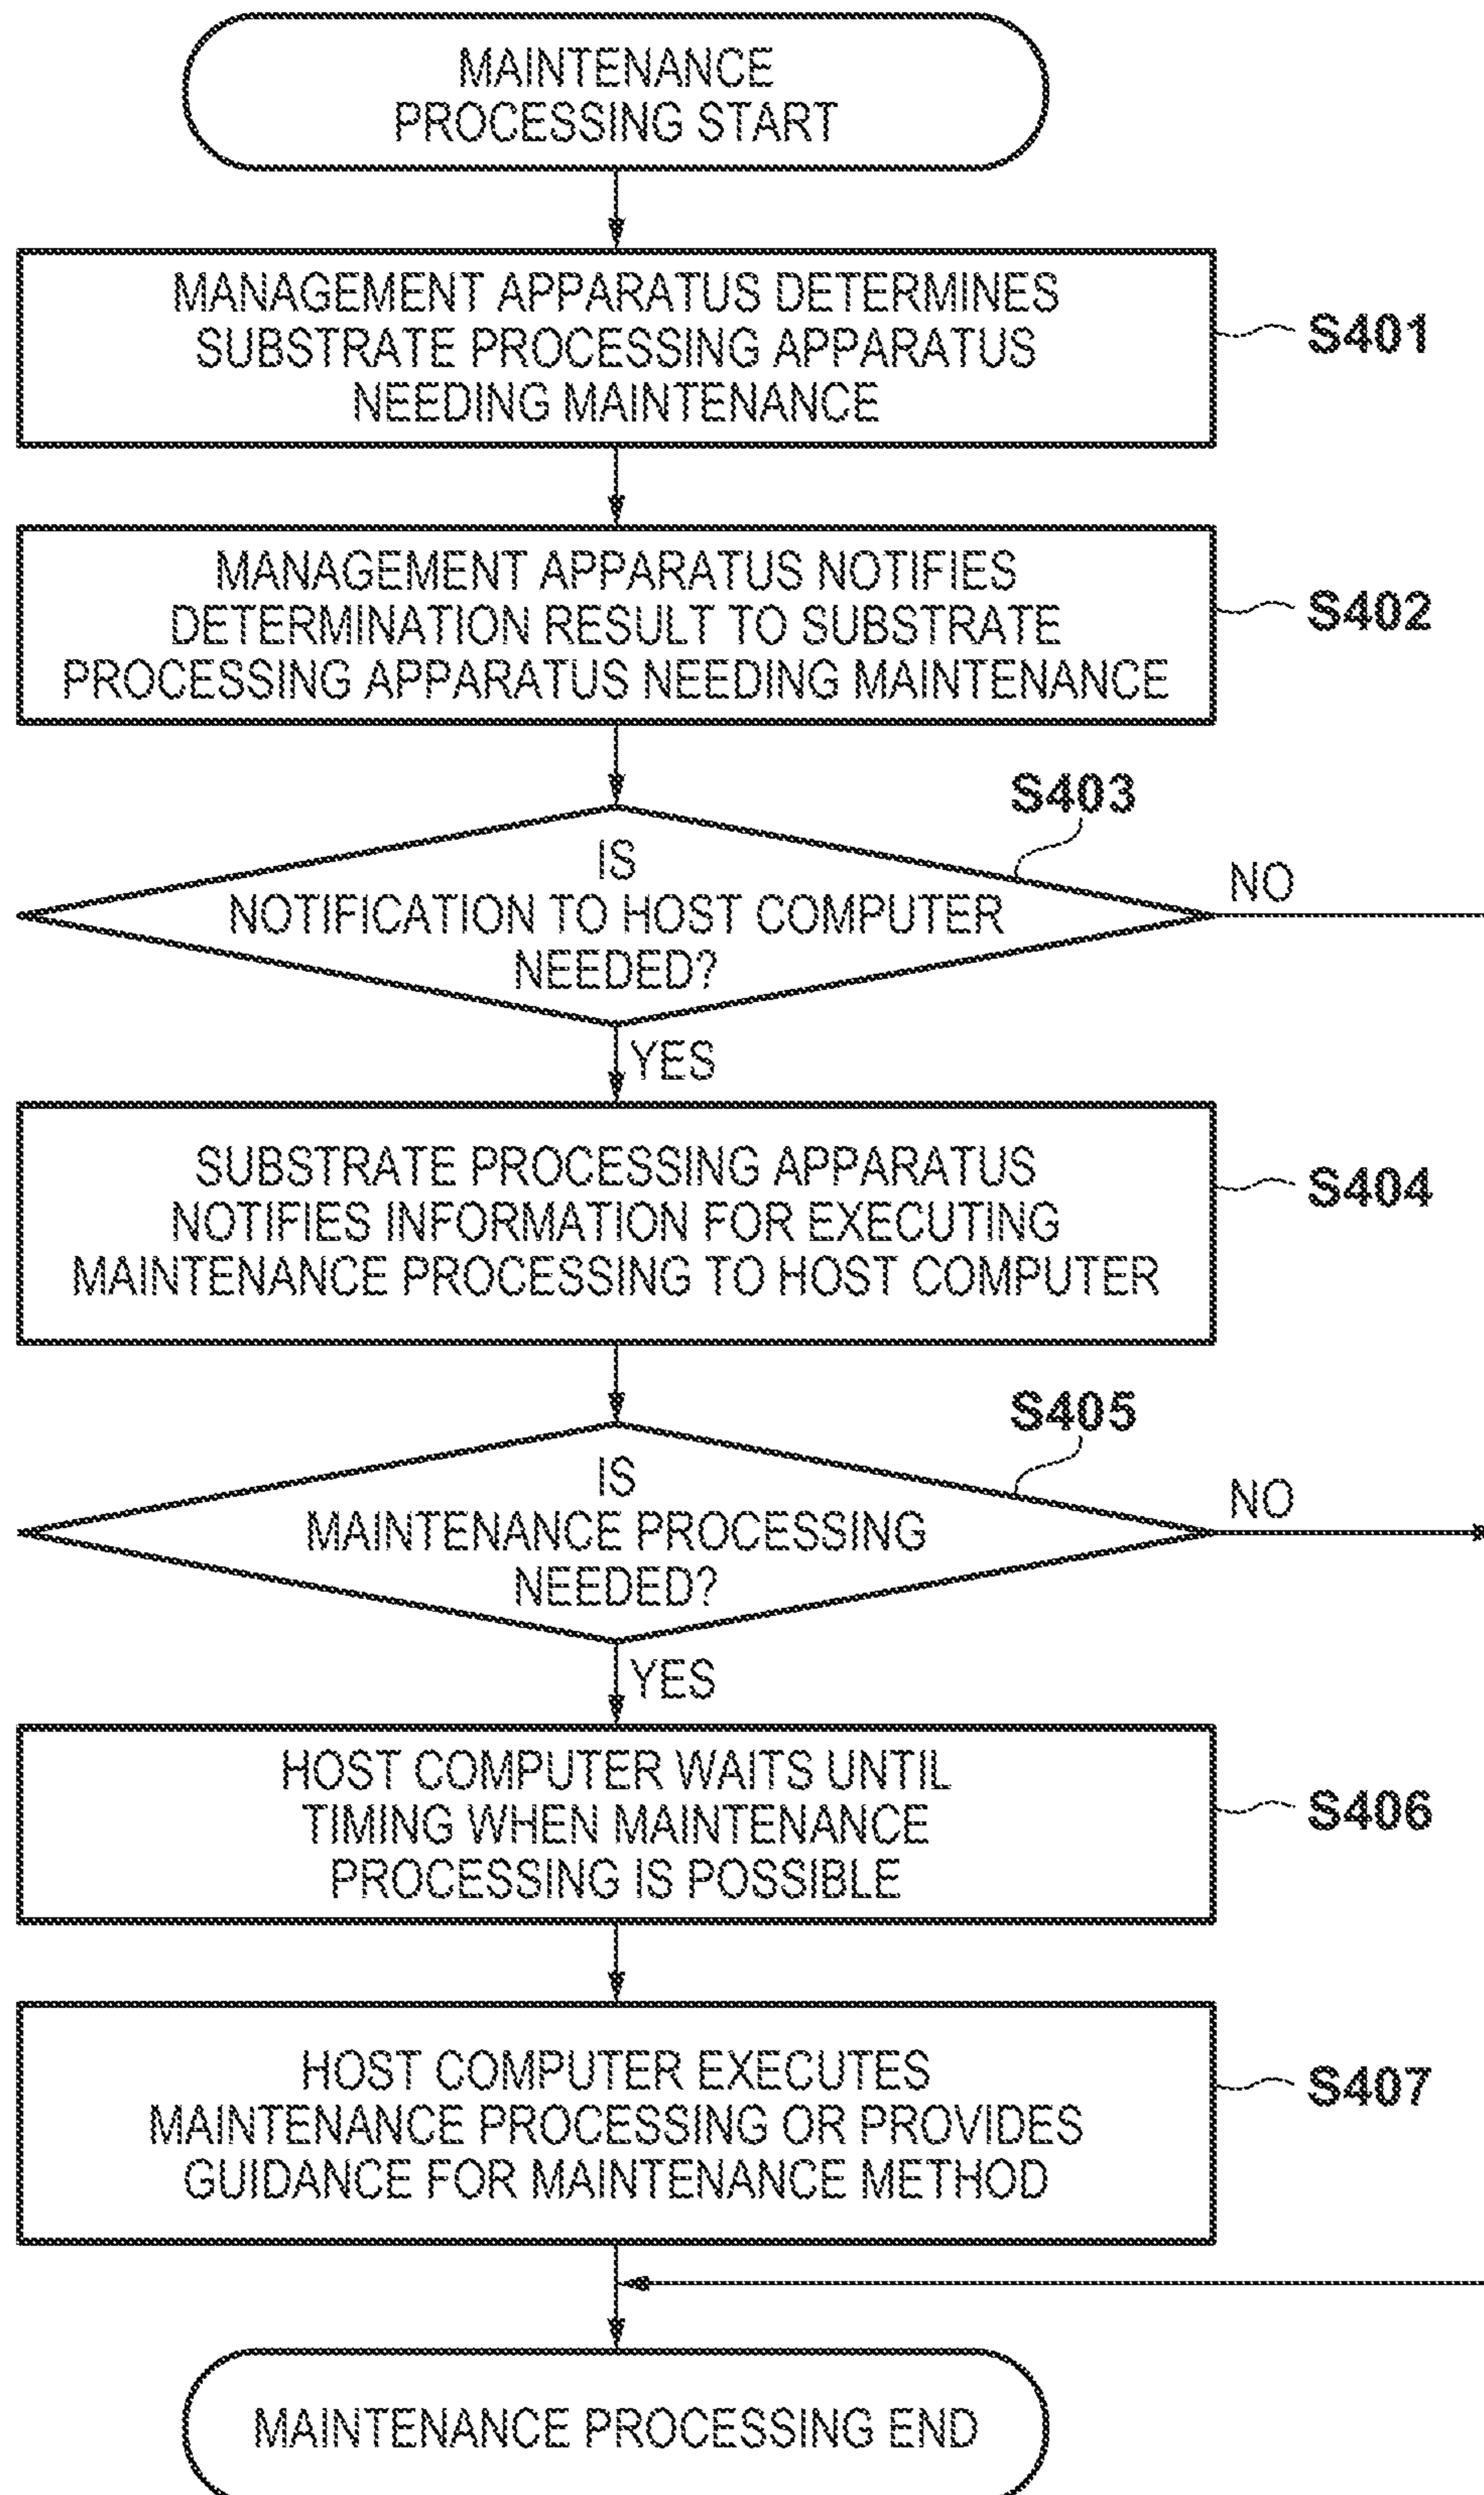 MAINTENANCE
PROCESSING START
MANAGEMENT APPARATUS DETERMINES
SUBSTRATE PROCESSING APPARATUS
NEEDING MAINTENANCE
S401
MANAGEMENT APPARATUS NOTIFIES
DETERMINATION RESULT TO SUBSTRATE
PROCESSING APPARATUS NEEDING MAINTENANCE
S402
S403
IS
NOTIFICATION TO HOST COMPUTER
NEEDED?
NO
YES
SUBSTRATE PROCESSING APPARATUS
NOTIFIES INFORMATION FOR EXECUTING
MAINTENANCE PROCESSING TO HOST COMPUTER
S404
S405
IS
MAINTENANCE PROCESSING
NEEDED?
NO
YES
HOST COMPUTER WAITS UNTIL
TIMING WHEN MAINTENANCE
PROCESSING IS POSSIBLE
S406
HOST COMPUTER EXECUTES
MAINTENANCE PROCESSING OR PROVIDES
GUIDANCE FOR MAINTENANCE METHOD
S407
MAINTENANCE PROCESSING END